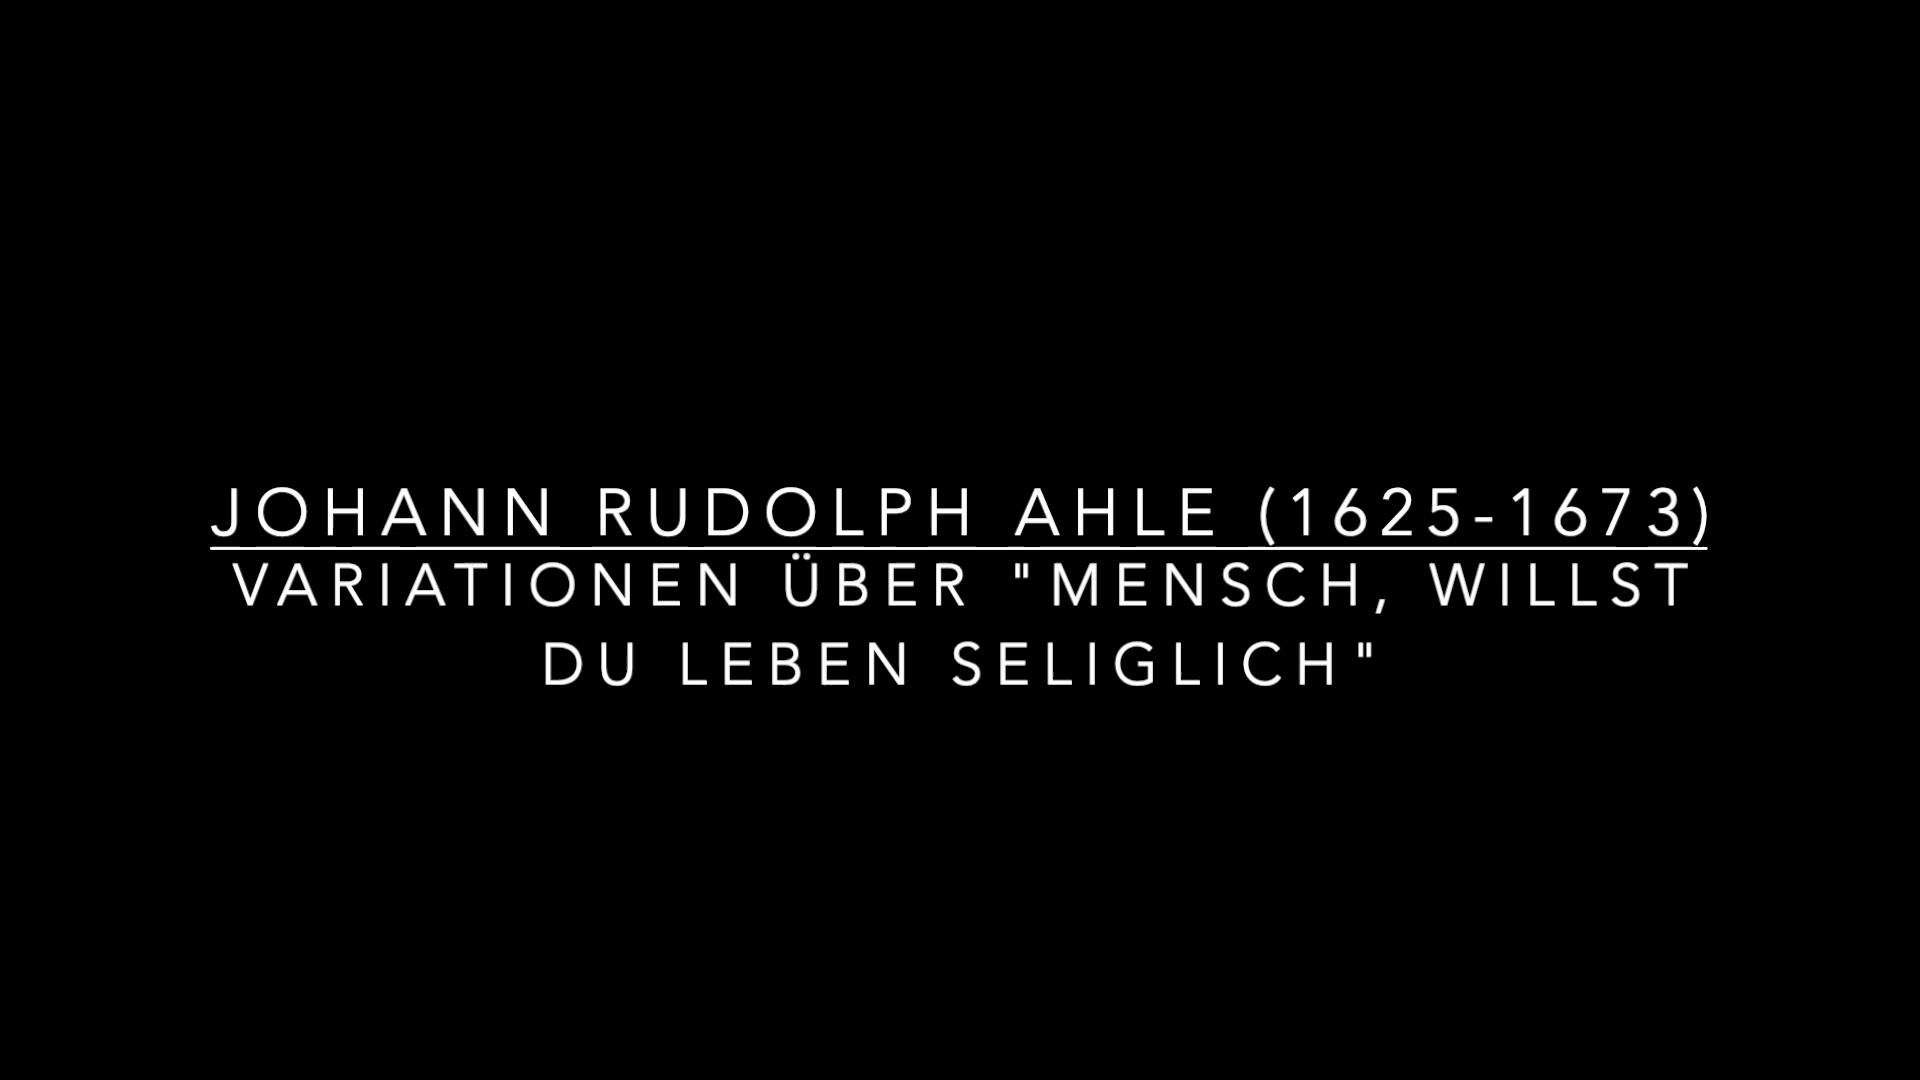 JOHANN RUDOLPH AHLE (1625-1673)
VARIATIONEN ÜBER "MENSCH, WILLST
DU LEBEN SELIGLICH"